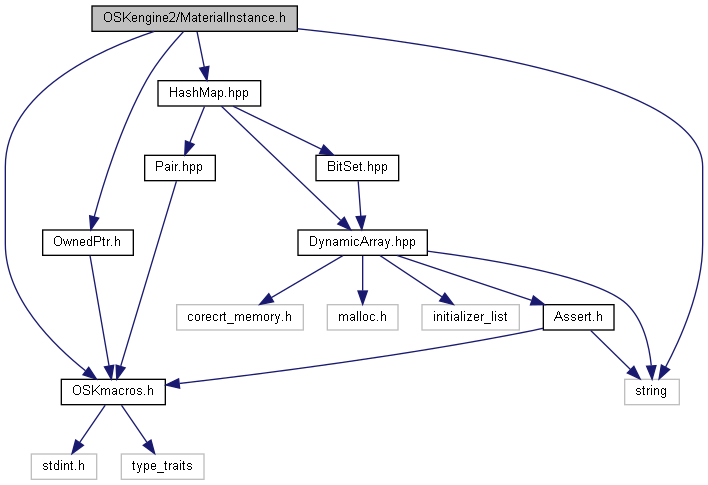 OSKengine2/MaterialInstance.h
HashMap.hpp
Pair.hpp
BitSet.hpp
OwnedPtr.h
DynamicArray.hpp
corecrt_memory.h
malloc.h
initializer_list
Assert.h
OSKmacros.h
string
stdint.h
type_traits